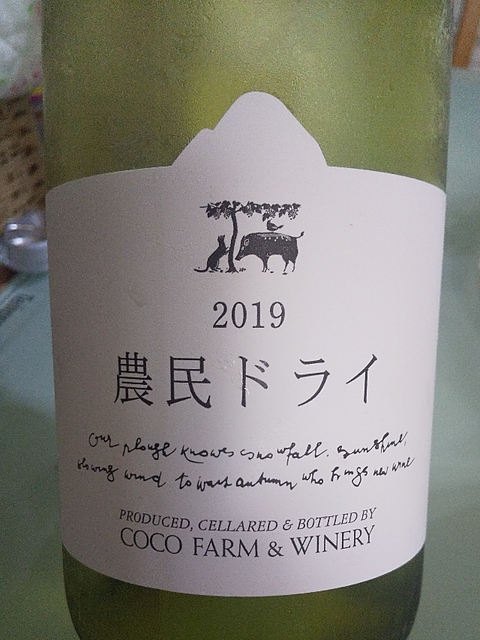 2019
農民ドライ
our plough knows snowfall. sunshine,
blowing wind to wait autumn who brings new wine
PRODUCED, CELLARED & BOTTLED BY
COCO FARM & WINERY